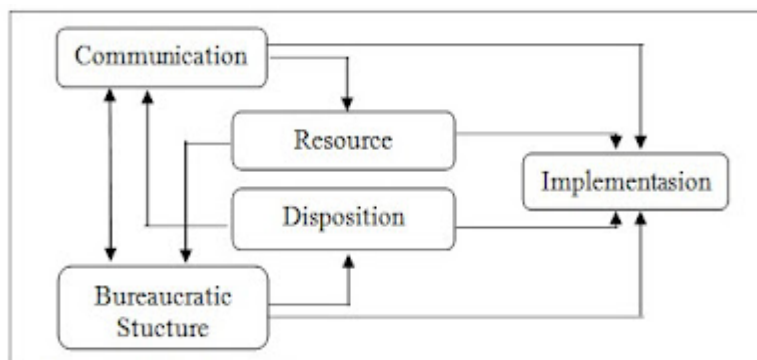 Communication
Resource
Implementasion
Disposition
Bureaucratic
Stucture